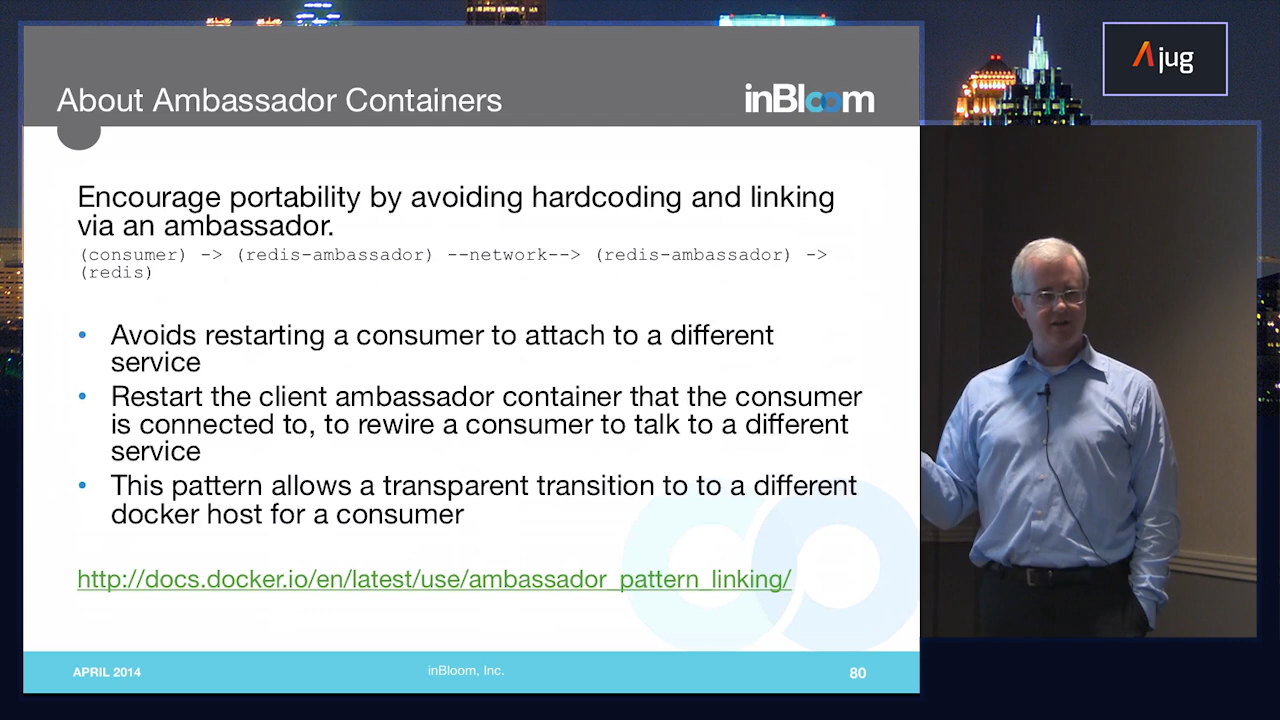 About Ambassador Containers
inBloom
Ajug
Encourage portability by avoiding hardcoding and linking
via an ambassador.
(consumer) -> (redis-ambassador) --network--> (redis-ambassador) ->
(redis)
• Avoids restarting a consumer to attach to a different
service
• Restart the client ambassador container that the consumer
is connected to, to rewire a consumer to talk to a different
service
• This pattern allows a transparent transition to to a different
docker host for a consumer
http://docs.docker.io/en/latest/use/ambassador_pattern_linking/
APRIL 2014
inBloom, Inc.
80